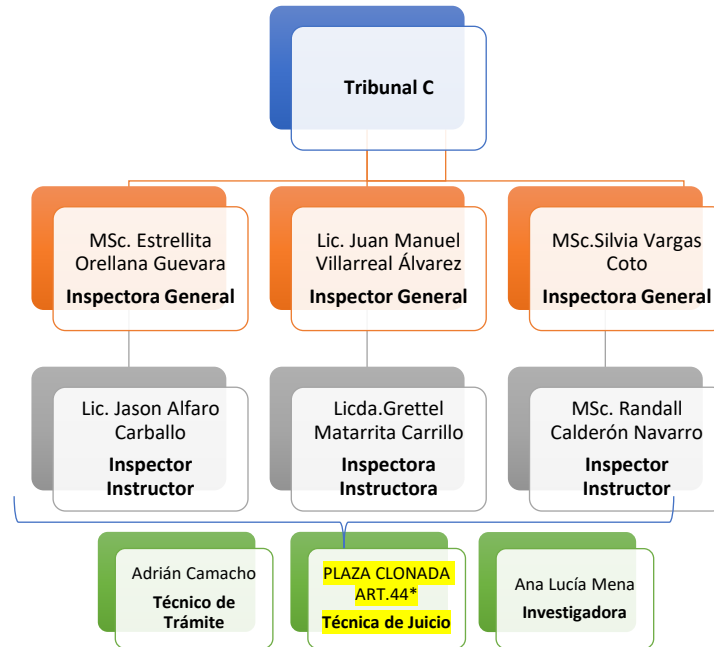 Tribunal C
MSc. Estrellita
Orellana Guevara
Inspectora General
Lic. Juan Manuel
Villarreal Álvarez
Inspector General
MSc.Silvia Vargas
Coto
Inspectora General
Lic. Jason Alfaro
Carballo
Inspector
Instructor
Licda.Grettel
Matarrita Carrillo
Inspectora
Instructora
MSc. Randall
Calderón Navarro
Inspector
Instructor
Adrián Camacho
Técnico de
Trámite
PLAZA CLONADA
ART.44*
Técnica de Juicio
Ana Lucía Mena
Investigadora